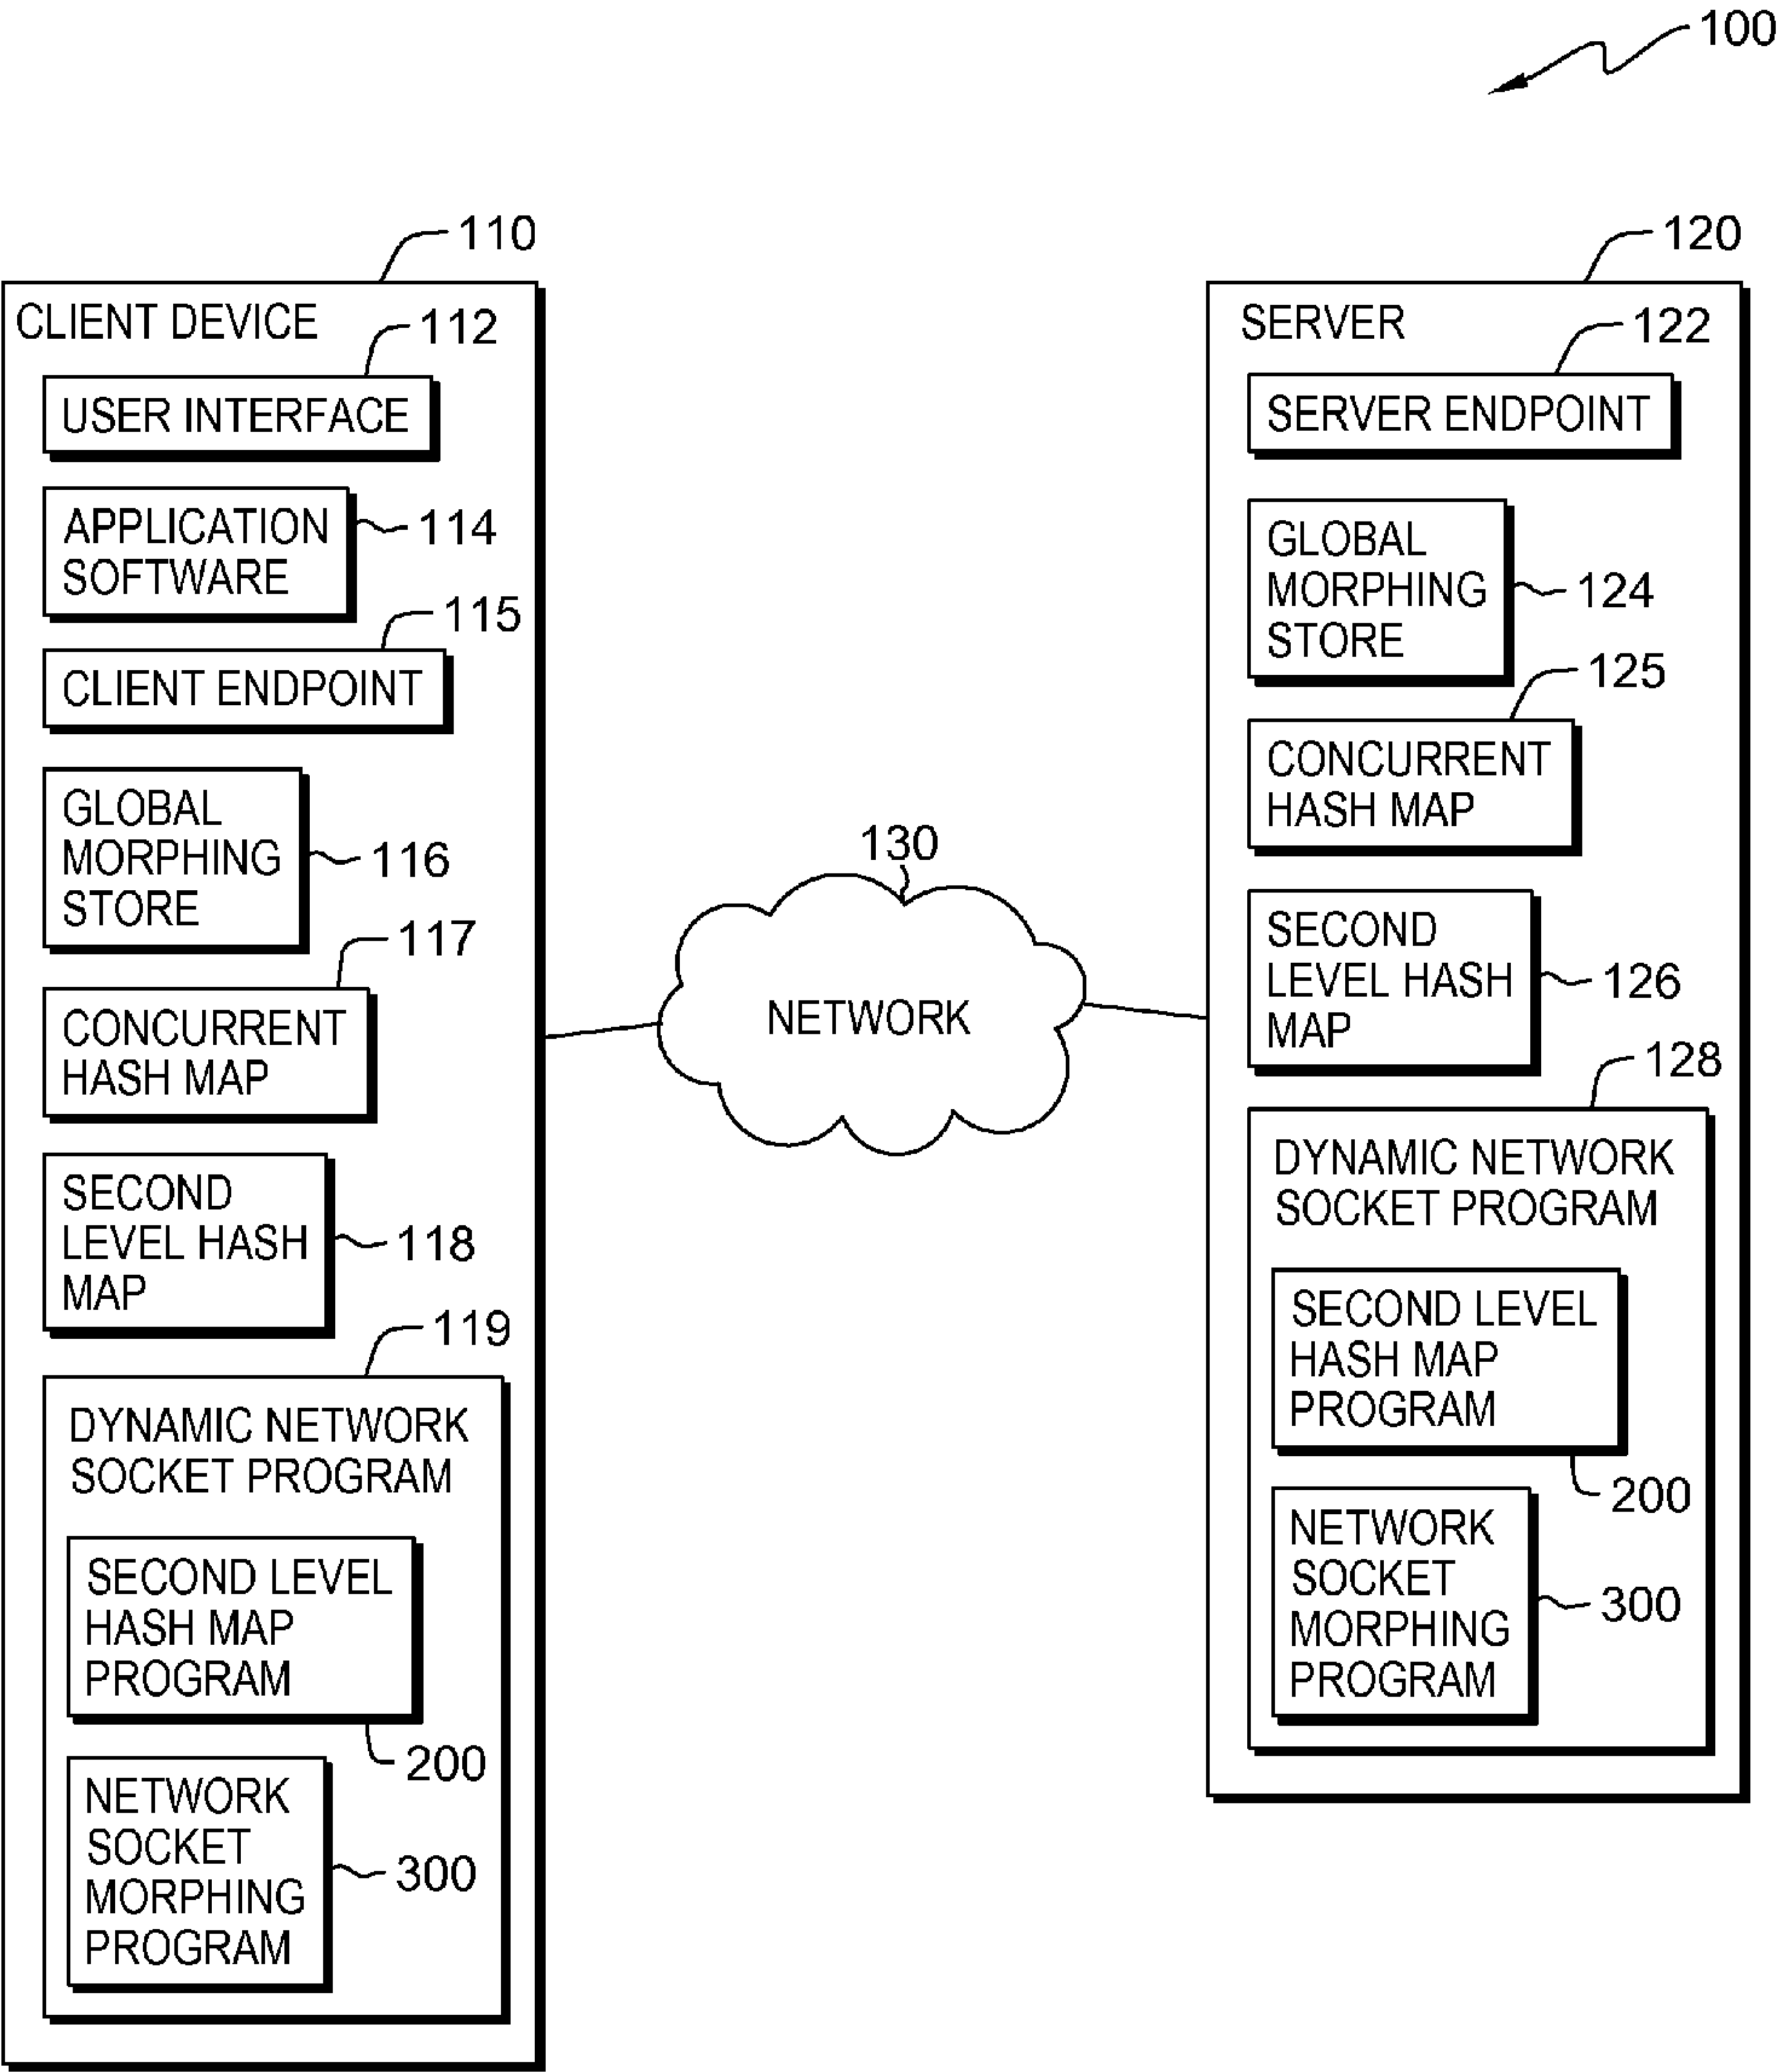 100
110
CLIENT DEVICE
112
USER INTERFACE
APPLICATION
SOFTWARE
114
115
CLIENT ENDPOINT
GLOBAL
MORPHING
STORE
116
117
CONCURRENT
HASH MAP
SECOND
LEVEL HASH
MAP
118
119
DYNAMIC NETWORK
SOCKET PROGRAM
SECOND LEVEL
HASH MAP
PROGRAM
200
NETWORK
SOCKET
MORPHING
PROGRAM
300
130
NETWORK
120
SERVER
122
SERVER ENDPOINT
GLOBAL
MORPHING
STORE
124
125
CONCURRENT
HASH MAP
SECOND
LEVEL HASH
MAP
126
128
DYNAMIC NETWORK
SOCKET PROGRAM
SECOND LEVEL
HASH MAP
PROGRAM
200
NETWORK
SOCKET
MORPHING
PROGRAM
300